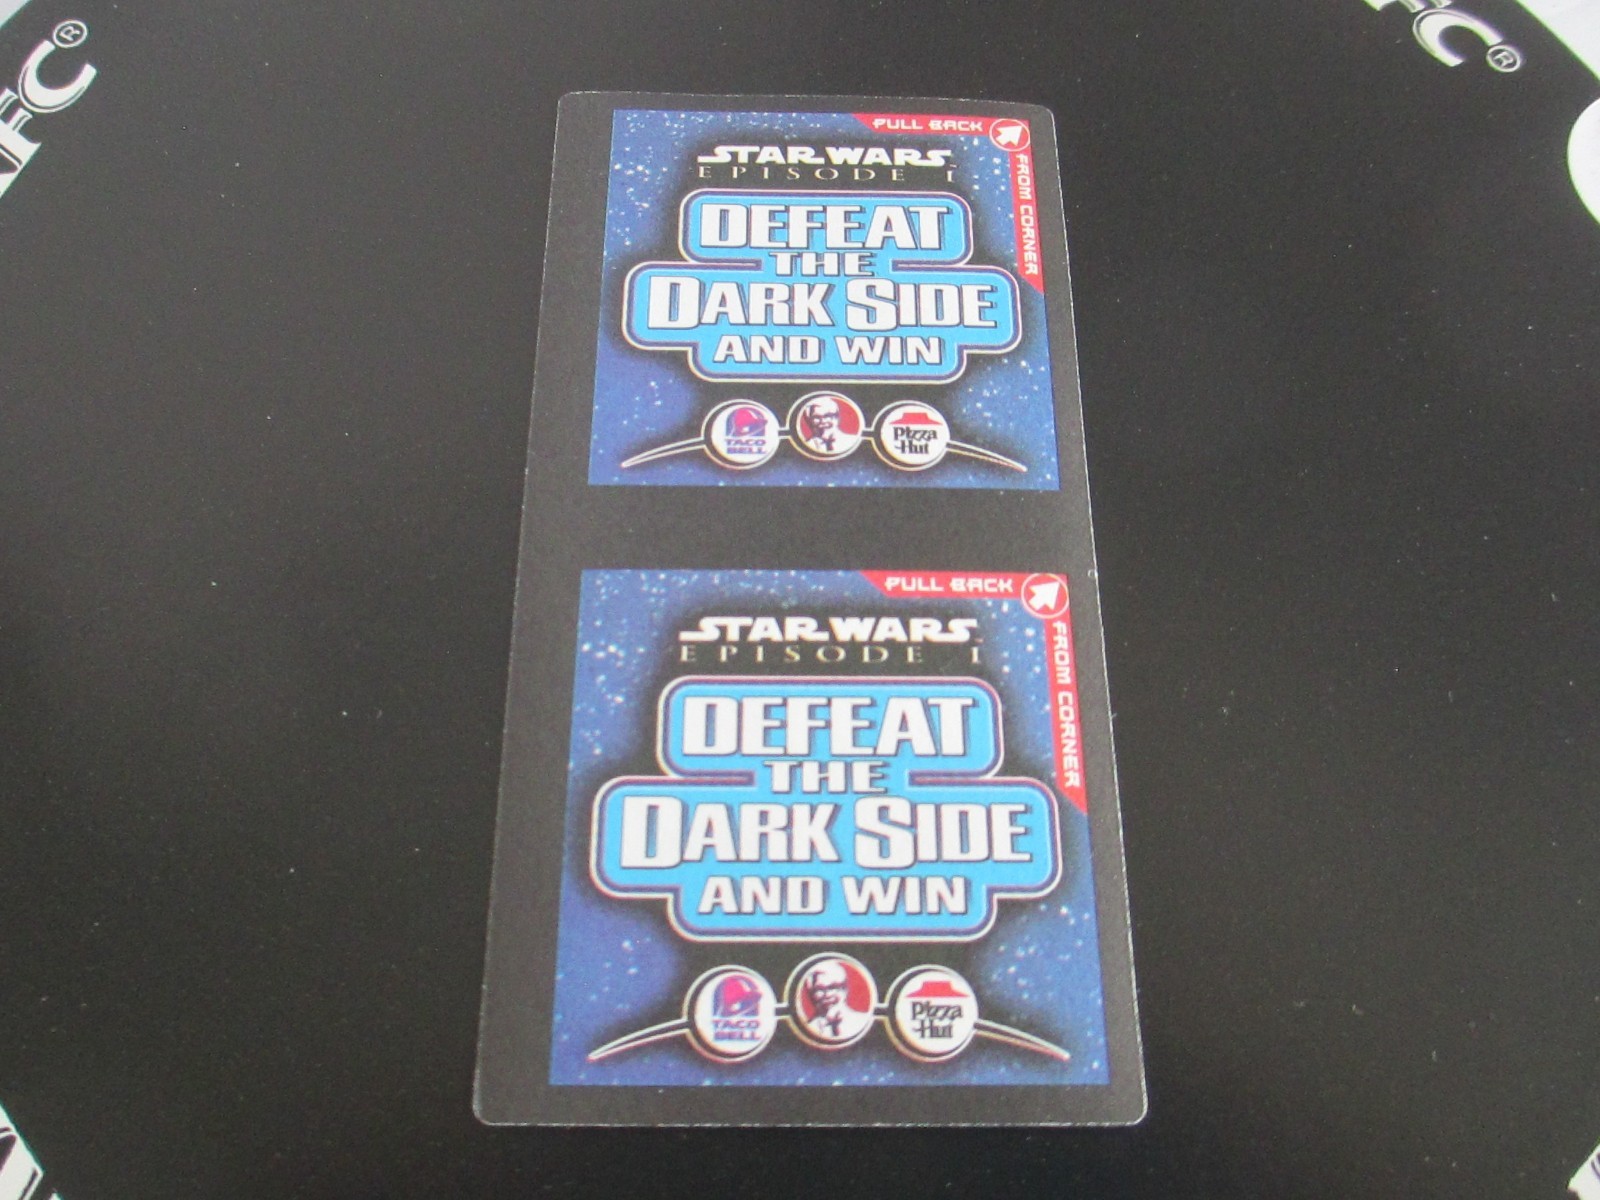 KFC®
KFC®
PULL BACK
FROM CORNER
STAR WARS
EPISODE I
DEFEAT
THE
DARK SIDE
AND WIN
TACO
BELL
Pizza
Hut
PULL BACK
FROM CORNER
STAR WARS
EPISODE I
DEFEAT
THE
DARK SIDE
AND WIN
TACO
BELL
Pizza
Hut